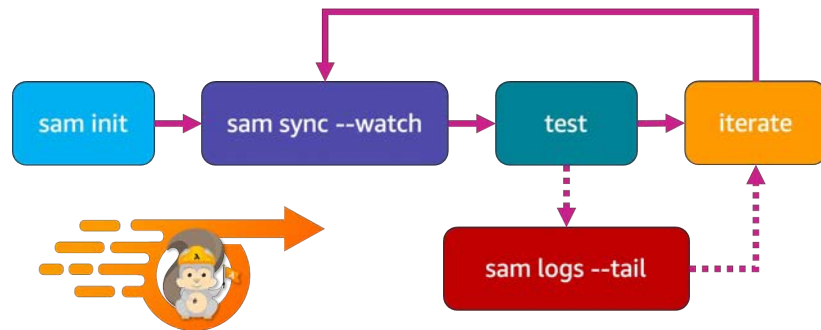 sam init
sam sync --watch
test
iterate
sam logs --tail
λ